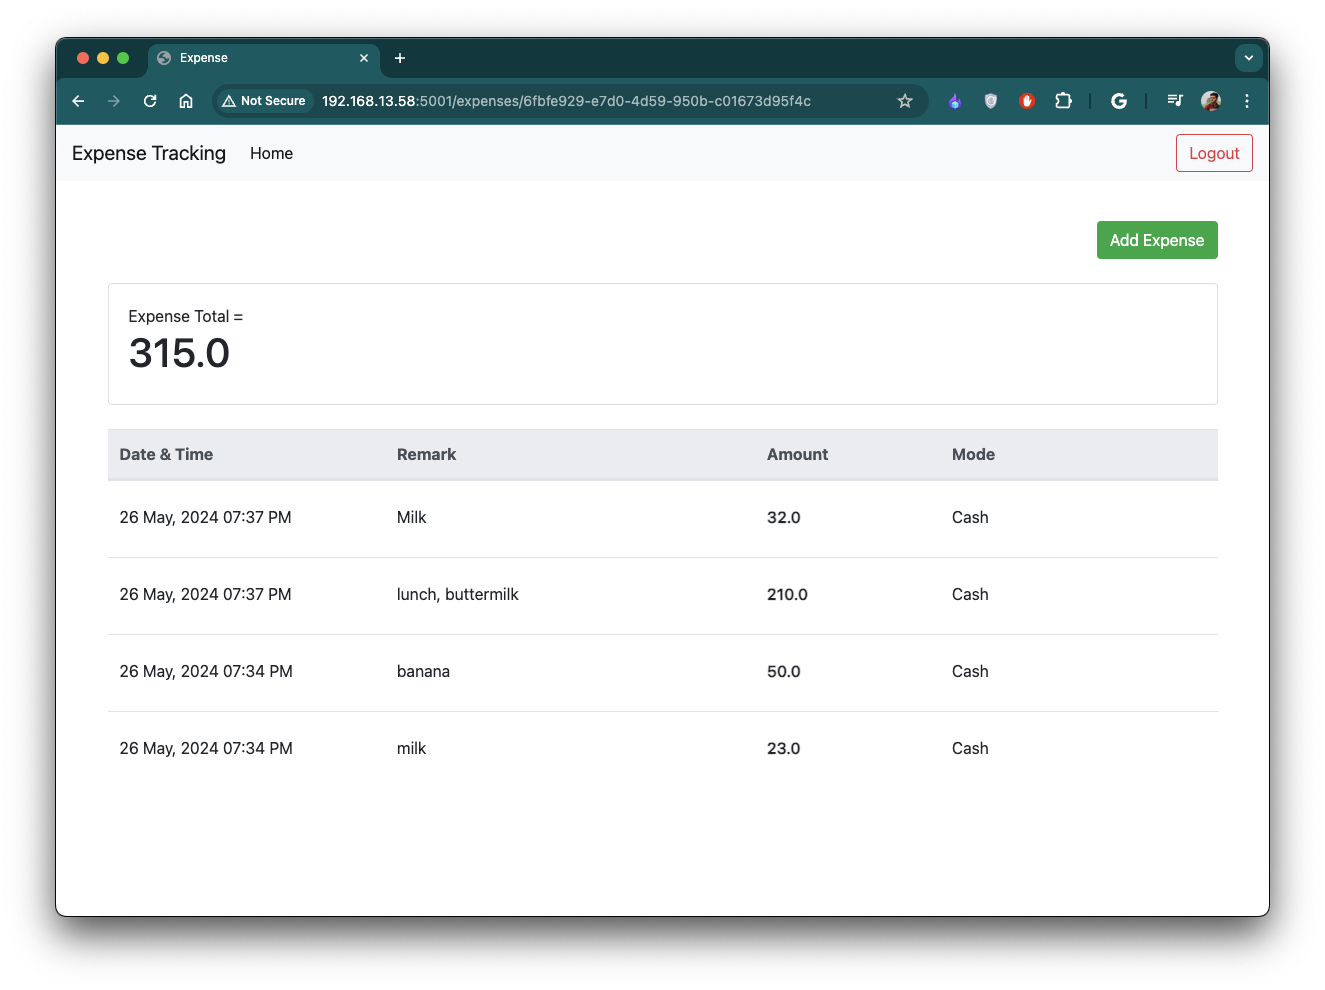 Expense
Not Secure 192.168.13.58:5001/expenses/6fbfe929-e7d0-4d59-950b-c01673d95f4c
Expense Tracking Home Logout
Add Expense
Expense Total =
315.0
Date & Time Remark Amount Mode
26 May, 2024 07:37 PM Milk 32.0 Cash
26 May, 2024 07:37 PM lunch, buttermilk 210.0 Cash
26 May, 2024 07:34 PM banana 50.0 Cash
26 May, 2024 07:34 PM milk 23.0 Cash